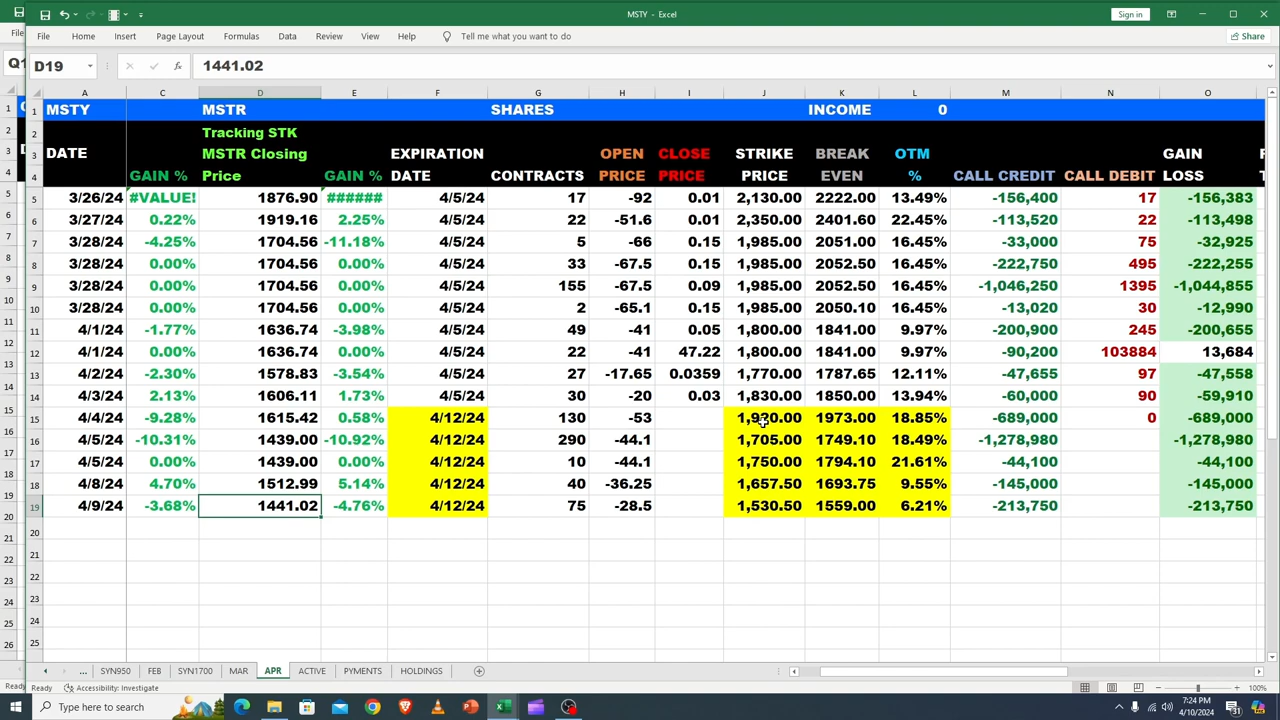 MSTY - Excel
Sign in
File Home Insert Page Layout Formulas Data Review View Help Tell me what you want to do Share
D19 1441.02
A C D E F G H I J K L M N O
1 MSTY MSTR SHARES INCOME 0
2 Tracking STK
3 DATE MSTR Closing EXPIRATION OPEN CLOSE STRIKE BREAK OTM GAIN
4 GAIN % Price GAIN % DATE CONTRACTS PRICE PRICE PRICE EVEN % CALL CREDIT CALL DEBIT LOSS
5 3/26/24 #VALUE! 1876.90 ###### 4/5/24 17 -92 0.01 2,130.00 2222.00 13.49% -156,400 17 -156,383
6 3/27/24 0.22% 1919.16 2.25% 4/5/24 22 -51.6 0.01 2,350.00 2401.60 22.45% -113,520 22 -113,498
7 3/28/24 -4.25% 1704.56 -11.18% 4/5/24 5 -66 0.15 1,985.00 2051.00 16.45% -33,000 75 -32,925
8 3/28/24 0.00% 1704.56 0.00% 4/5/24 33 -67.5 0.15 1,985.00 2052.50 16.45% -222,750 495 -222,255
9 3/28/24 0.00% 1704.56 0.00% 4/5/24 155 -67.5 0.09 1,985.00 2052.50 16.45% -1,046,250 1395 -1,044,855
10 3/28/24 0.00% 1704.56 0.00% 4/5/24 2 -65.1 0.15 1,985.00 2050.10 16.45% -13,020 30 -12,990
11 4/1/24 -1.77% 1636.74 -3.98% 4/5/24 49 -41 0.05 1,800.00 1841.00 9.97% -200,900 245 -200,655
12 4/1/24 0.00% 1636.74 0.00% 4/5/24 22 -41 47.22 1,800.00 1841.00 9.97% -90,200 103884 13,684
13 4/2/24 -2.30% 1578.83 -3.54% 4/5/24 27 -17.65 0.0359 1,770.00 1787.65 12.11% -47,655 97 -47,558
14 4/3/24 2.13% 1606.11 1.73% 4/5/24 30 -20 0.03 1,830.00 1850.00 13.94% -60,000 90 -59,910
15 4/4/24 -9.28% 1615.42 0.58% 4/12/24 130 -53 1,920.00 1973.00 18.85% -689,000 0 -689,000
16 4/5/24 -10.31% 1439.00 -10.92% 4/12/24 290 -44.1 1,705.00 1749.10 18.49% -1,278,980 -1,278,980
17 4/5/24 0.00% 1439.00 0.00% 4/12/24 10 -44.1 1,750.00 1794.10 21.61% -44,100 -44,100
18 4/8/24 4.70% 1512.99 5.14% 4/12/24 40 -36.25 1,657.50 1693.75 9.55% -145,000 -145,000
19 4/9/24 -3.68% 1441.02 -4.76% 4/12/24 75 -28.5 1,530.50 1559.00 6.21% -213,750 -213,750
20
21
22
23
24
25
... SYN950 FEB SYN1700 MAR APR ACTIVE PYMENTS HOLDINGS
Ready Accessibility: Investigate 100%
Type here to search 7:24 PM
4/10/2024